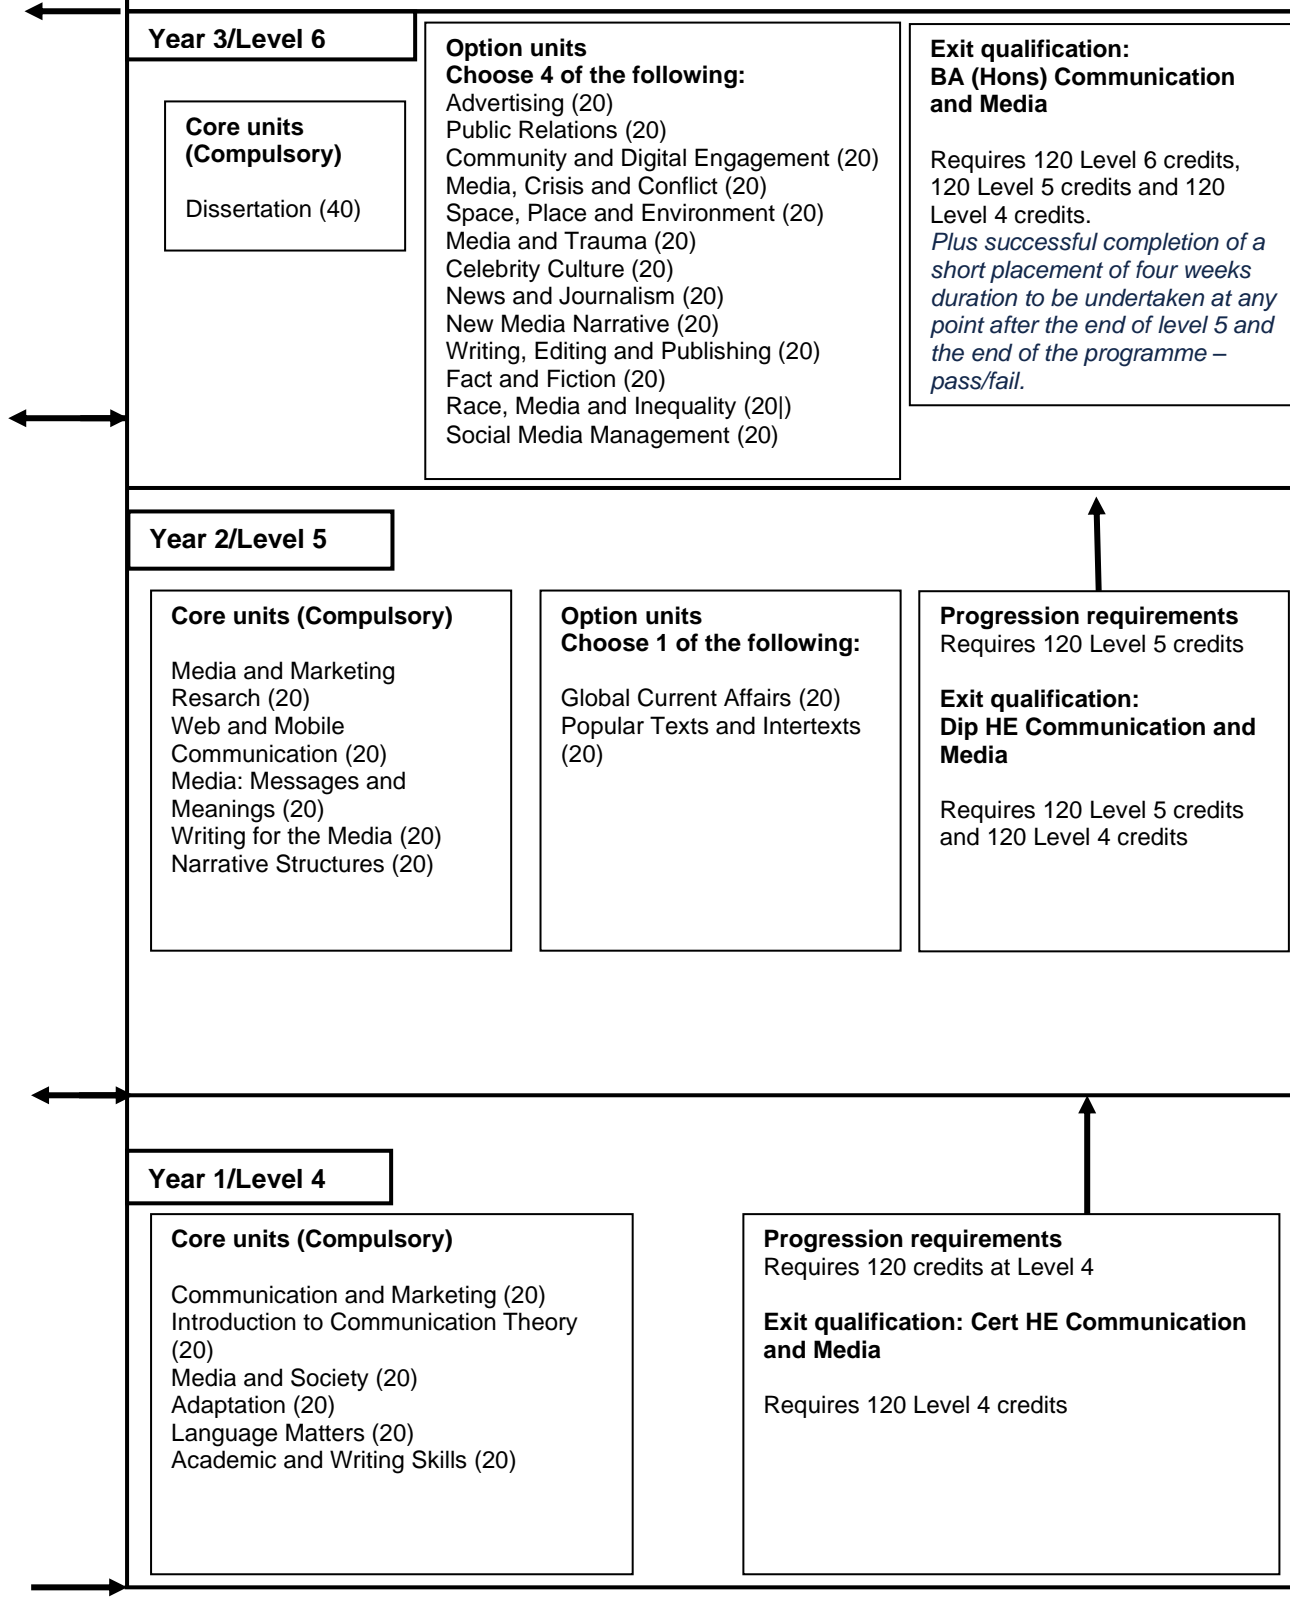 Year 3/Level 6
Core units
(Compulsory)
Dissertation (40)
Option units
Choose 4 of the following:
Advertising (20)
Public Relations (20)
Community and Digital Engagement (20)
Media, Crisis and Conflict (20)
Space, Place and Environment (20)
Media and Trauma (20)
Celebrity Culture (20)
News and Journalism (20)
New Media Narrative (20)
Writing, Editing and Publishing (20)
Fact and Fiction (20)
Race, Media and Inequality (20|)
Social Media Management (20)
Exit qualification:
BA (Hons) Communication
and Media
Requires 120 Level 6 credits,
120 Level 5 credits and 120
Level 4 credits.
Plus successful completion of a
short placement of four weeks
duration to be undertaken at any
point after the end of level 5 and
the end of the programme –
pass/fail.
Year 2/Level 5
Core units (Compulsory)
Media and Marketing
Resarch (20)
Web and Mobile
Communication (20)
Media: Messages and
Meanings (20)
Writing for the Media (20)
Narrative Structures (20)
Option units
Choose 1 of the following:
Global Current Affairs (20)
Popular Texts and Intertexts
(20)
Progression requirements
Requires 120 Level 5 credits
Exit qualification:
Dip HE Communication and
Media
Requires 120 Level 5 credits
and 120 Level 4 credits
Year 1/Level 4
Core units (Compulsory)
Communication and Marketing (20)
Introduction to Communication Theory
(20)
Media and Society (20)
Adaptation (20)
Language Matters (20)
Academic and Writing Skills (20)
Progression requirements
Requires 120 credits at Level 4
Exit qualification: Cert HE Communication
and Media
Requires 120 Level 4 credits